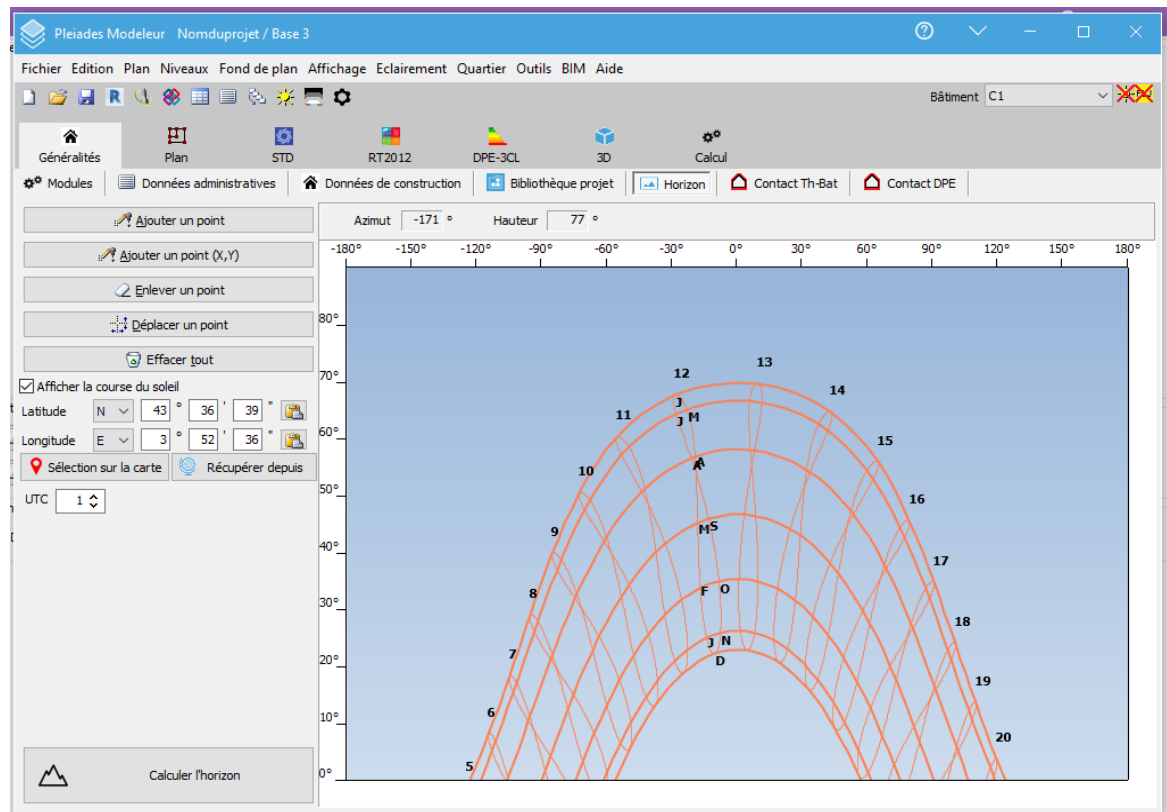 Pleiades Modeleur Nomduprojet / Base 3
Fichier Edition Plan Niveaux Fond de plan Affichage Eclairement Quartier Outils BIM Aide
R
Bâtiment C1
Généralités Plan STD RT2012 DPE-3CL 3D Calcul
Modules Données administratives Données de construction Bibliothèque projet Horizon Contact Th-Bat Contact DPE
Ajouter un point
Ajouter un point (X,Y)
Enlever un point
Déplacer un point
Effacer tout
Afficher la course du soleil
Latitude N 43 ° 36 ' 39 "
Longitude E 3 ° 52 ' 36 "
Sélection sur la carte Récupérer depuis
UTC 1
Calculer l'horizon
Azimut -171 ° Hauteur 77 °
-180° -150° -120° -90° -60° -30° 0° 30° 60° 90° 120° 150° 180°
80°
70°
60°
50°
40°
30°
20°
10°
0°
12 13
14
11
15
10
16
9
17
8
18
7
19
6
20
5
J
J M
A A
M S
F O
J N
D